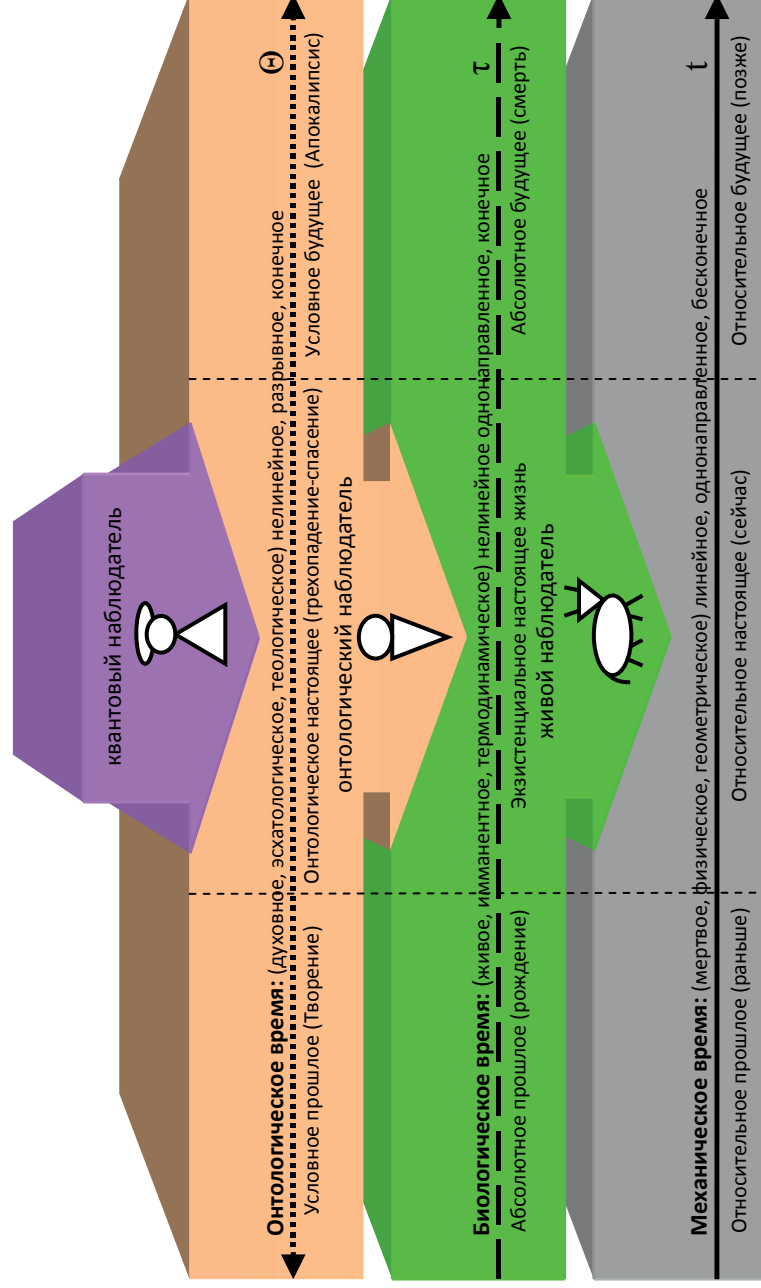 квантовый наблюдатель
Онтологическое время: (духовное, эсхатологическое, теологическое) нелинейное, разрывное, конечное
Θ
Условное прошлое (Творение)
Онтологическое настоящее (грехопадение-спасение)
Условное будущее (Апокалипсис)
онтологический наблюдатель
Биологическое время: (живое, имманентное, термодинамическое) нелинейное однонаправленное, конечное
τ
Абсолютное прошлое (рождение)
Экзистенциальное настоящее жизнь
Абсолютное будущее (смерть)
живой наблюдатель
Механическое время: (мертвое, физическое, геометрическое) линейное, однонаправленное, бесконечное
t
Относительное прошлое (раньше)
Относительное настоящее (сейчас)
Относительное будущее (позже)